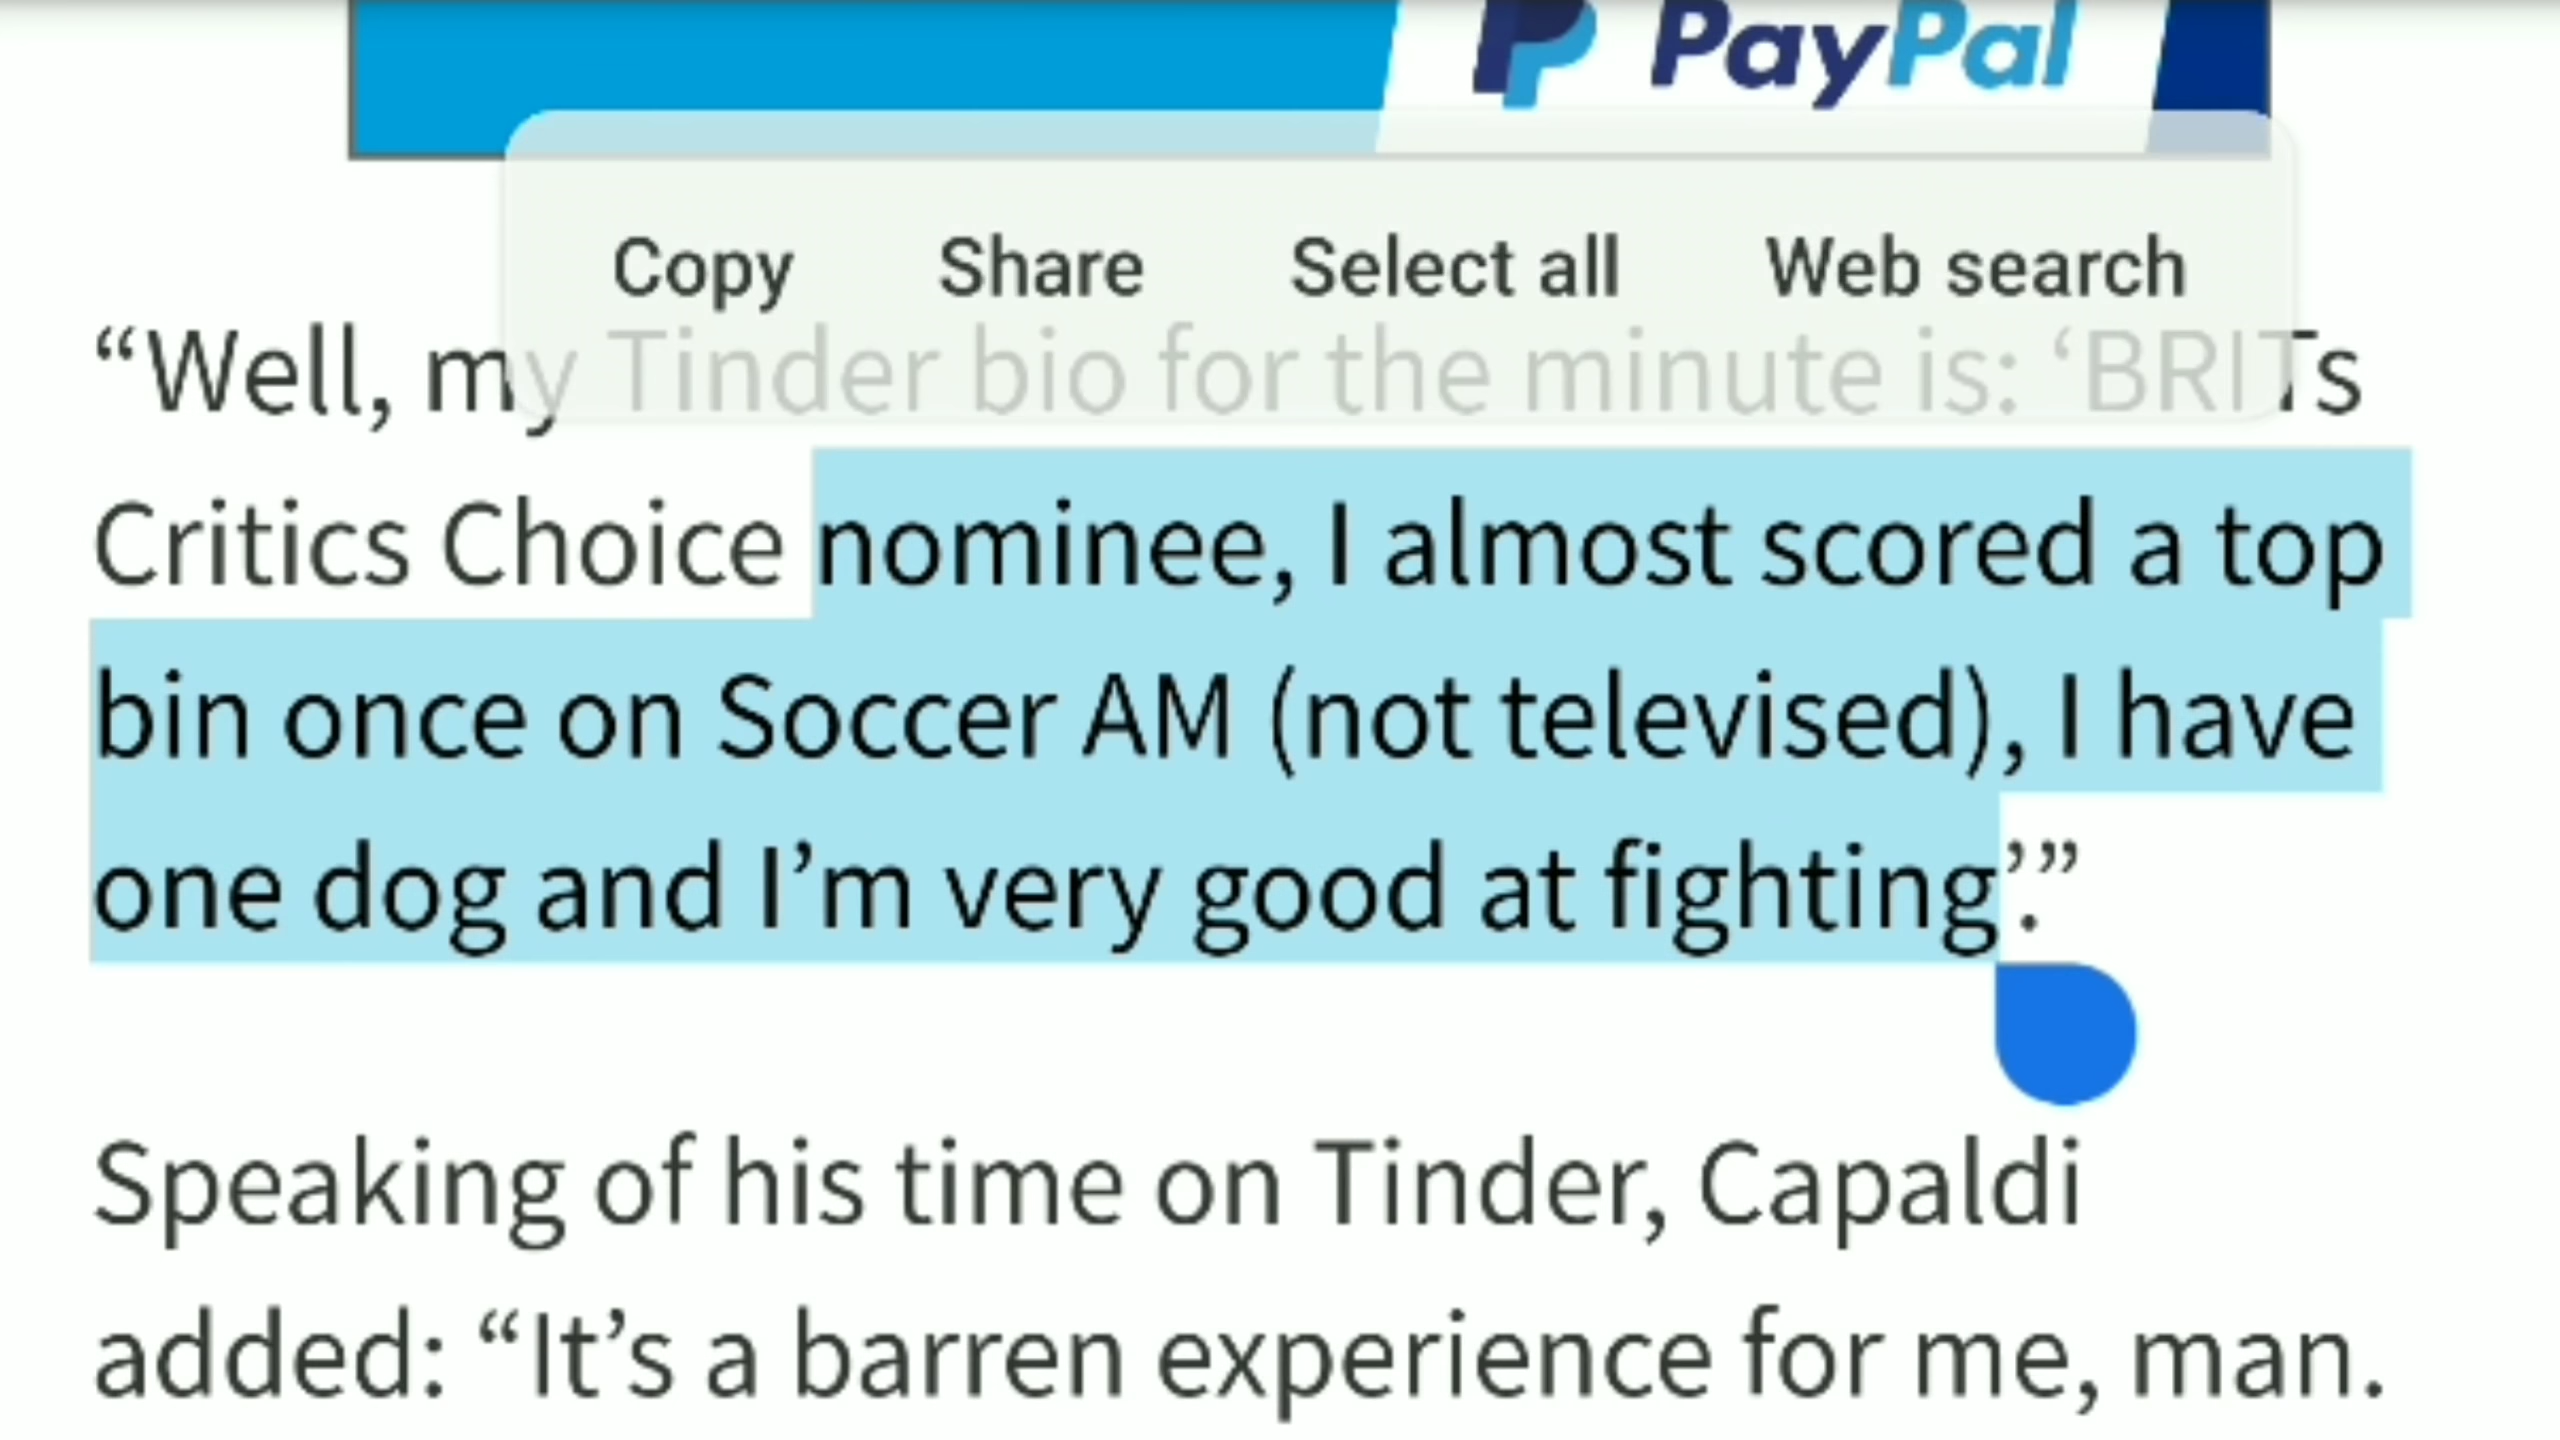 PayPal
Copy Share Select all Web search
“Well, my Tinder bio for the minute is: ‘BRITs
Critics Choice nominee, I almost scored a top
bin once on Soccer AM (not televised), I have
one dog and I’m very good at fighting’.”
Speaking of his time on Tinder, Capaldi
added: “It’s a barren experience for me, man.